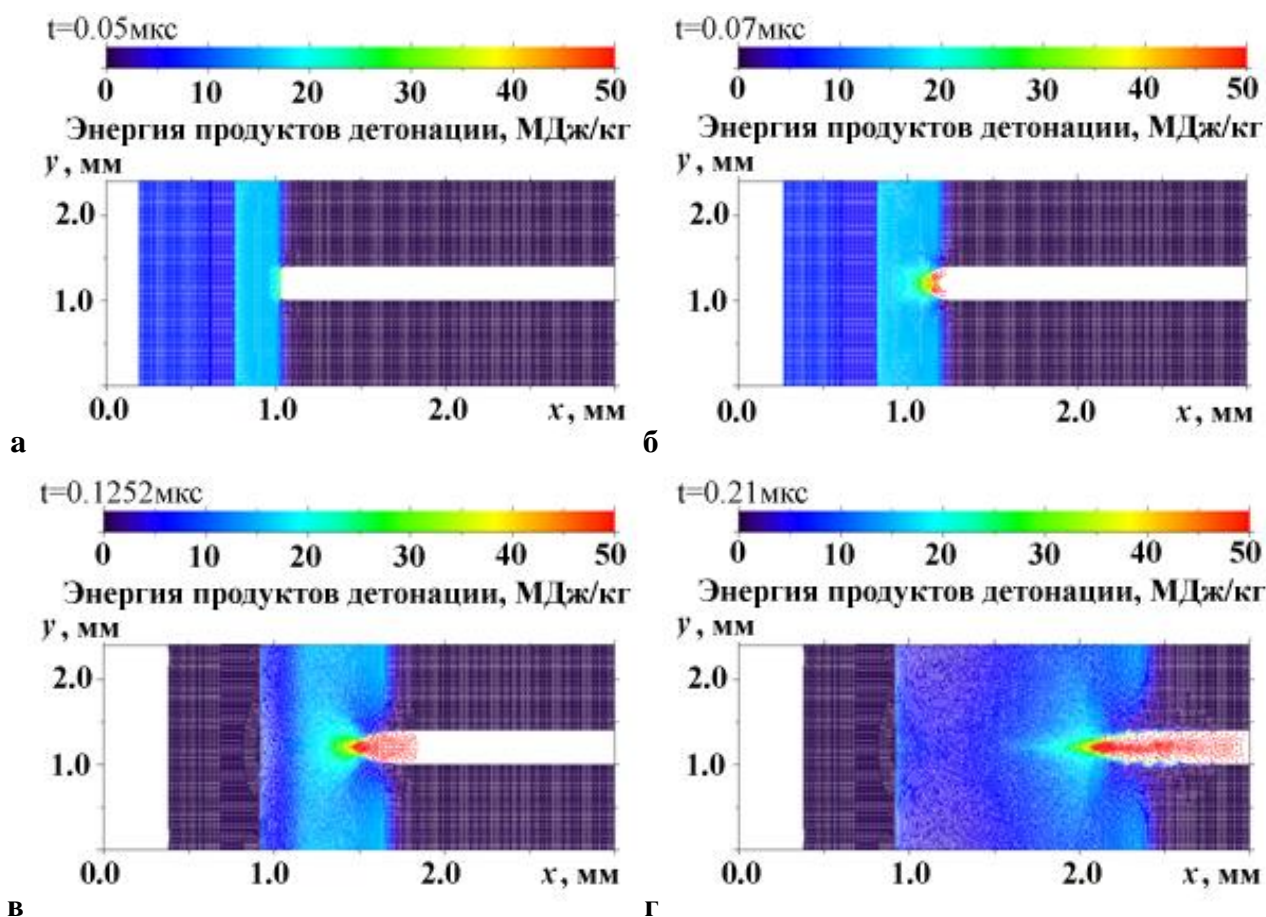 t=0.05мкс
0 10 20 30 40 50
Энергия продуктов детонации, МДж/кг
y, мм
2.0
1.0
0.0 1.0 2.0 x, мм
а
t=0.07мкс
0 10 20 30 40 50
Энергия продуктов детонации, МДж/кг
y, мм
2.0
1.0
0.0 1.0 2.0 x, мм
б
t=0.1252мкс
0 10 20 30 40 50
Энергия продуктов детонации, МДж/кг
y, мм
2.0
1.0
0.0 1.0 2.0 x, мм
в
t=0.21мкс
0 10 20 30 40 50
Энергия продуктов детонации, МДж/кг
y, мм
2.0
1.0
0.0 1.0 2.0 x, мм
г